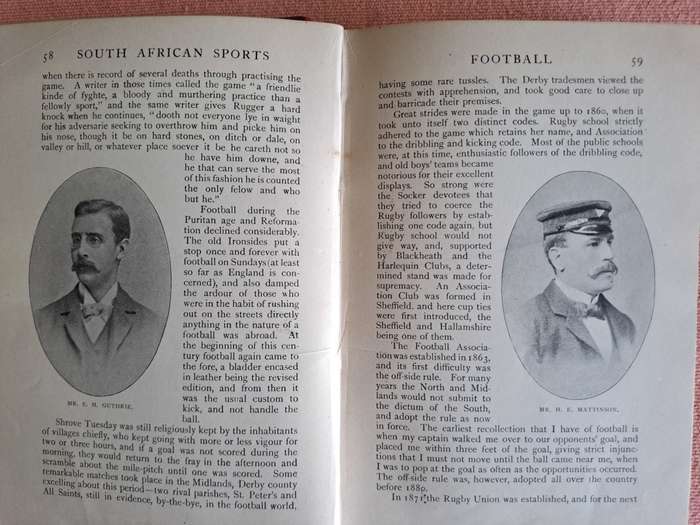 58 SOUTH AFRICAN SPORTS
when there is record of several deaths through practising the
game. A writer in those times called the game "a friendlie
kinde of fyghte, a bloody and murthering practice than a
fellowly sport," and the same writer gives Rugger a hard
knock when he continues, "dooth not everyone lye in waight
for his adversarie seeking to overthrow him and picke him on
his nose, though it be on hard stones, on ditch or dale, on
valley or hill, or whatever place soever it be he careth not so
he have him downe, and
he that can serve the most
of this fashion he is counted
the only felow and who
but he."
Football during the
Puritan age and Reforma-
tion declined considerably.
The old Ironsides put a
stop once and forever with
football on Sundays (at least
so far as England is con-
cerned), and also damped
the ardour of those who
were in the habit of rushing
out on the streets directly
anything in the nature of a
football was abroad. At
the beginning of this cen-
tury football again came to
the fore, a bladder encased
in leather being the revised
edition, and from then it
was the usual custom to
kick, and not handle the
ball.
MR. E. H. GUTHRIE.
Shrove Tuesday was still religiously kept by the inhabitants
of villages chiefly, who kept going with more or less vigour for
two or three hours, and if a goal was not scored during the
morning, they would return to the fray in the afternoon and
scramble about the mile-pitch until one was scored. Some
remarkable matches took place in the Midlands, Derby county
excelling about this period—two rival parishes, St. Peter's and
All Saints, still in evidence, by-the-bye, in the football world,
FOOTBALL 59
having some rare tussles. The Derby tradesmen viewed the
contests with apprehension, and took good care to close up
and barricade their premises.
Great strides were made in the game up to 1860, when it
took unto itself two distinct codes. Rugby school strictly
adhered to the game which retains her name, and Association
to the dribbling and kicking code. Most of the public schools
were, at this time, enthusiastic followers of the dribbling code,
and old boys' teams became
notorious for their excellent
displays. So strong were
the Socker devotees that
they tried to coerce the
Rugby followers by estab-
lishing one code again, but
Rugby school would not
give way, and, supported
by Blackheath and the
Harlequin Clubs, a deter-
mined stand was made for
supremacy. An Associa-
tion Club was formed in
Sheffield, and here cup ties
were first introduced, the
Sheffield and Hallamshire
being one of them.
The Football Associa-
tion was established in 1863,
and its first difficulty was
the off-side rule. For many
years the North and Mid-
lands would not submit to
the dictum of the South,
and adopt the rule as now
MR. H. E. MATTINSON.
in force. The earliest recollection that I have of football is
when my captain walked me over to our opponents' goal, and
placed me within three feet of the goal, giving strict injunc-
tions that I must not move until the ball came near me, when
I was to pop at the goal as often as the opportunities occurred.
The off-side rule was, however, adopted all over the country
before 1880.
In 1871 the Rugby Union was established, and for the next